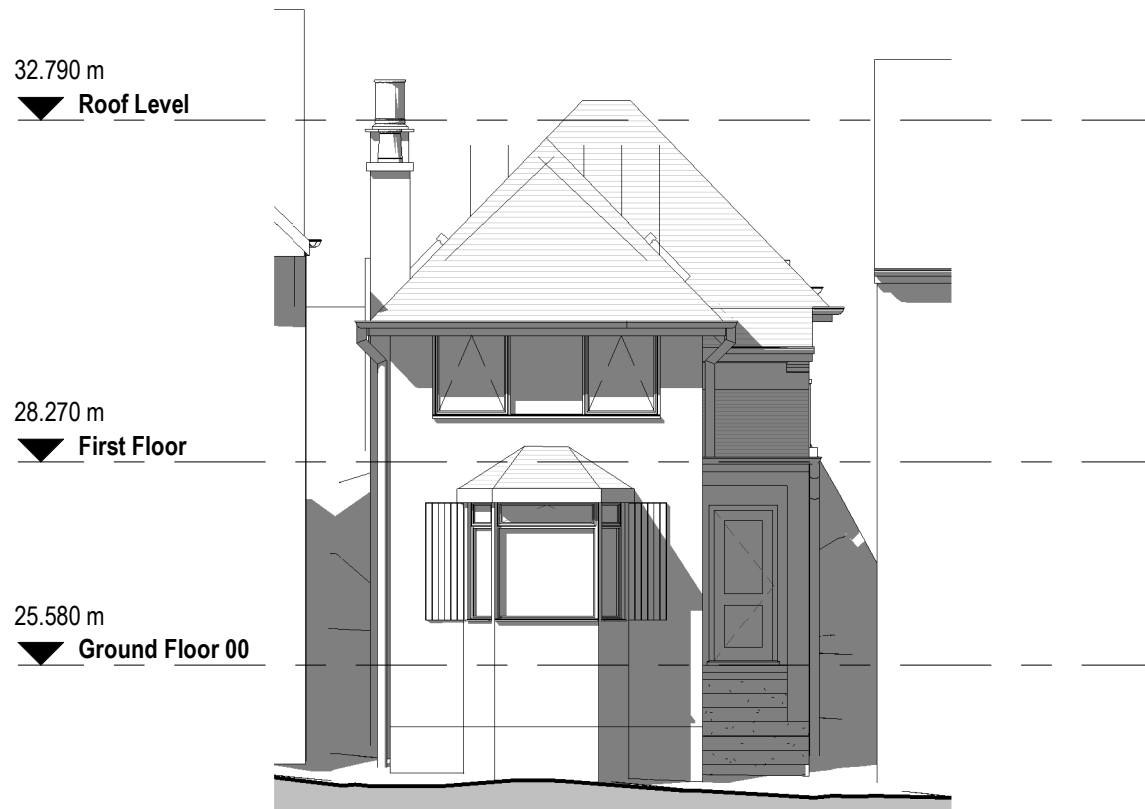 32.790 m
Roof Level
28.270 m
First Floor
25.580 m
Ground Floor 00